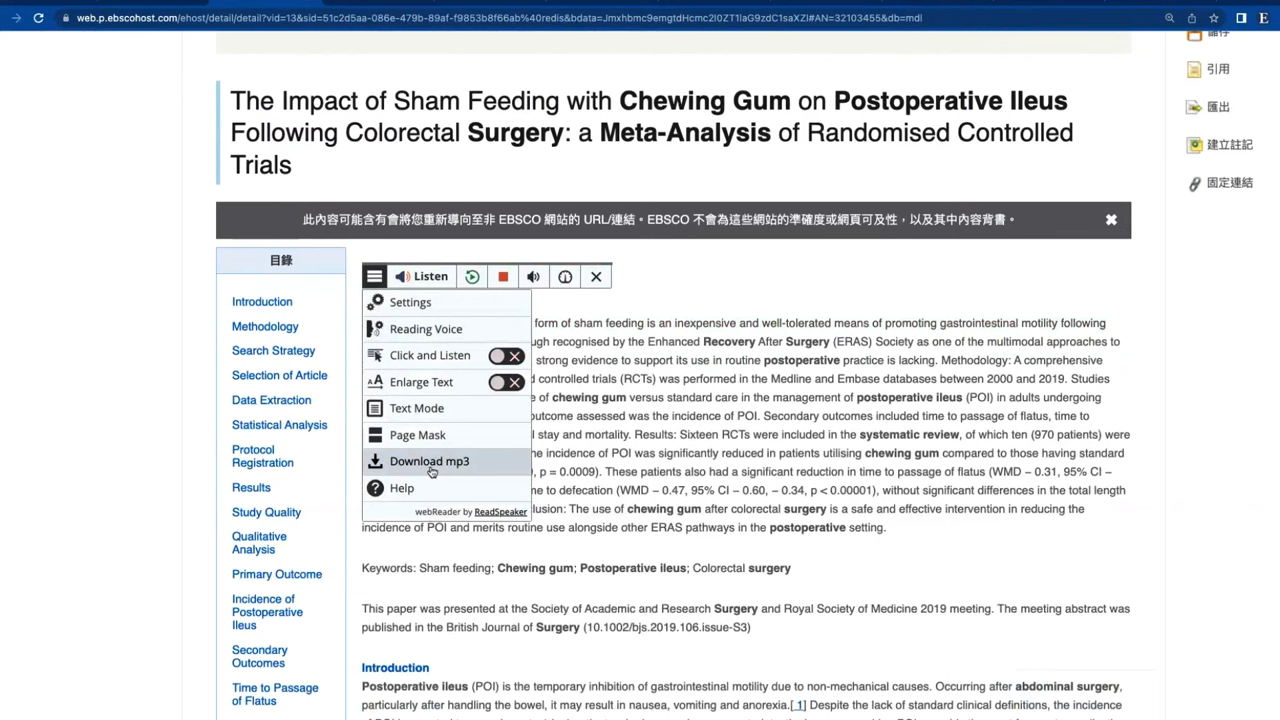 web.p.ebscohost.com/ehost/detail/detail?vid=13&sid=51c2d5aa-086e-479b-89af-f9853b8f66ab%40redis&bdata=Jmxhbmc9emgtdHcmc2l0ZT1laG9zdC1saXZl#AN=32103455&db=mdl
引用
匯出
建立註記
固定連結
The Impact of Sham Feeding with Chewing Gum on Postoperative Ileus
Following Colorectal Surgery: a Meta-Analysis of Randomised Controlled
Trials
此內容可能含有會將您重新導向至非 EBSCO 網站的 URL/連結。EBSCO 不會為這些網站的準確度或網頁可及性，以及其中內容背書。
目錄
Introduction
Methodology
Search Strategy
Selection of Article
Data Extraction
Statistical Analysis
Protocol
Registration
Results
Study Quality
Qualitative
Analysis
Primary Outcome
Incidence of
Postoperative
Ileus
Secondary
Outcomes
Time to Passage
of Flatus
Listen
Settings
Reading Voice
Click and Listen
Enlarge Text
Text Mode
Page Mask
Download mp3
Help
webReader by ReadSpeaker
form of sham feeding is an inexpensive and well-tolerated means of promoting gastrointestinal motility following
ugh recognised by the Enhanced Recovery After Surgery (ERAS) Society as one of the multimodal approaches to
strong evidence to support its use in routine postoperative practice is lacking. Methodology: A comprehensive
d controlled trials (RCTs) was performed in the Medline and Embase databases between 2000 and 2019. Studies
e of chewing gum versus standard care in the management of postoperative ileus (POI) in adults undergoing
outcome assessed was the incidence of POI. Secondary outcomes included time to passage of flatus, time to
l stay and mortality. Results: Sixteen RCTs were included in the systematic review, of which ten (970 patients) were
he incidence of POI was significantly reduced in patients utilising chewing gum compared to those having standard
, p = 0.0009). These patients also had a significant reduction in time to passage of flatus (WMD − 0.31, 95% CI −
ne to defecation (WMD − 0.47, 95% CI − 0.60, − 0.34, p < 0.00001), without significant differences in the total length
lusion: The use of chewing gum after colorectal surgery is a safe and effective intervention in reducing the
incidence of POI and merits routine use alongside other ERAS pathways in the postoperative setting.
Keywords: Sham feeding; Chewing gum; Postoperative ileus; Colorectal surgery
This paper was presented at the Society of Academic and Research Surgery and Royal Society of Medicine 2019 meeting. The meeting abstract was
published in the British Journal of Surgery (10.1002/bjs.2019.106.issue-S3)
Introduction
Postoperative ileus (POI) is the temporary inhibition of gastrointestinal motility due to non-mechanical causes. Occurring after abdominal surgery,
particularly after handling the bowel, it may result in nausea, vomiting and anorexia.[ 1] Despite the lack of standard clinical definitions, the incidence